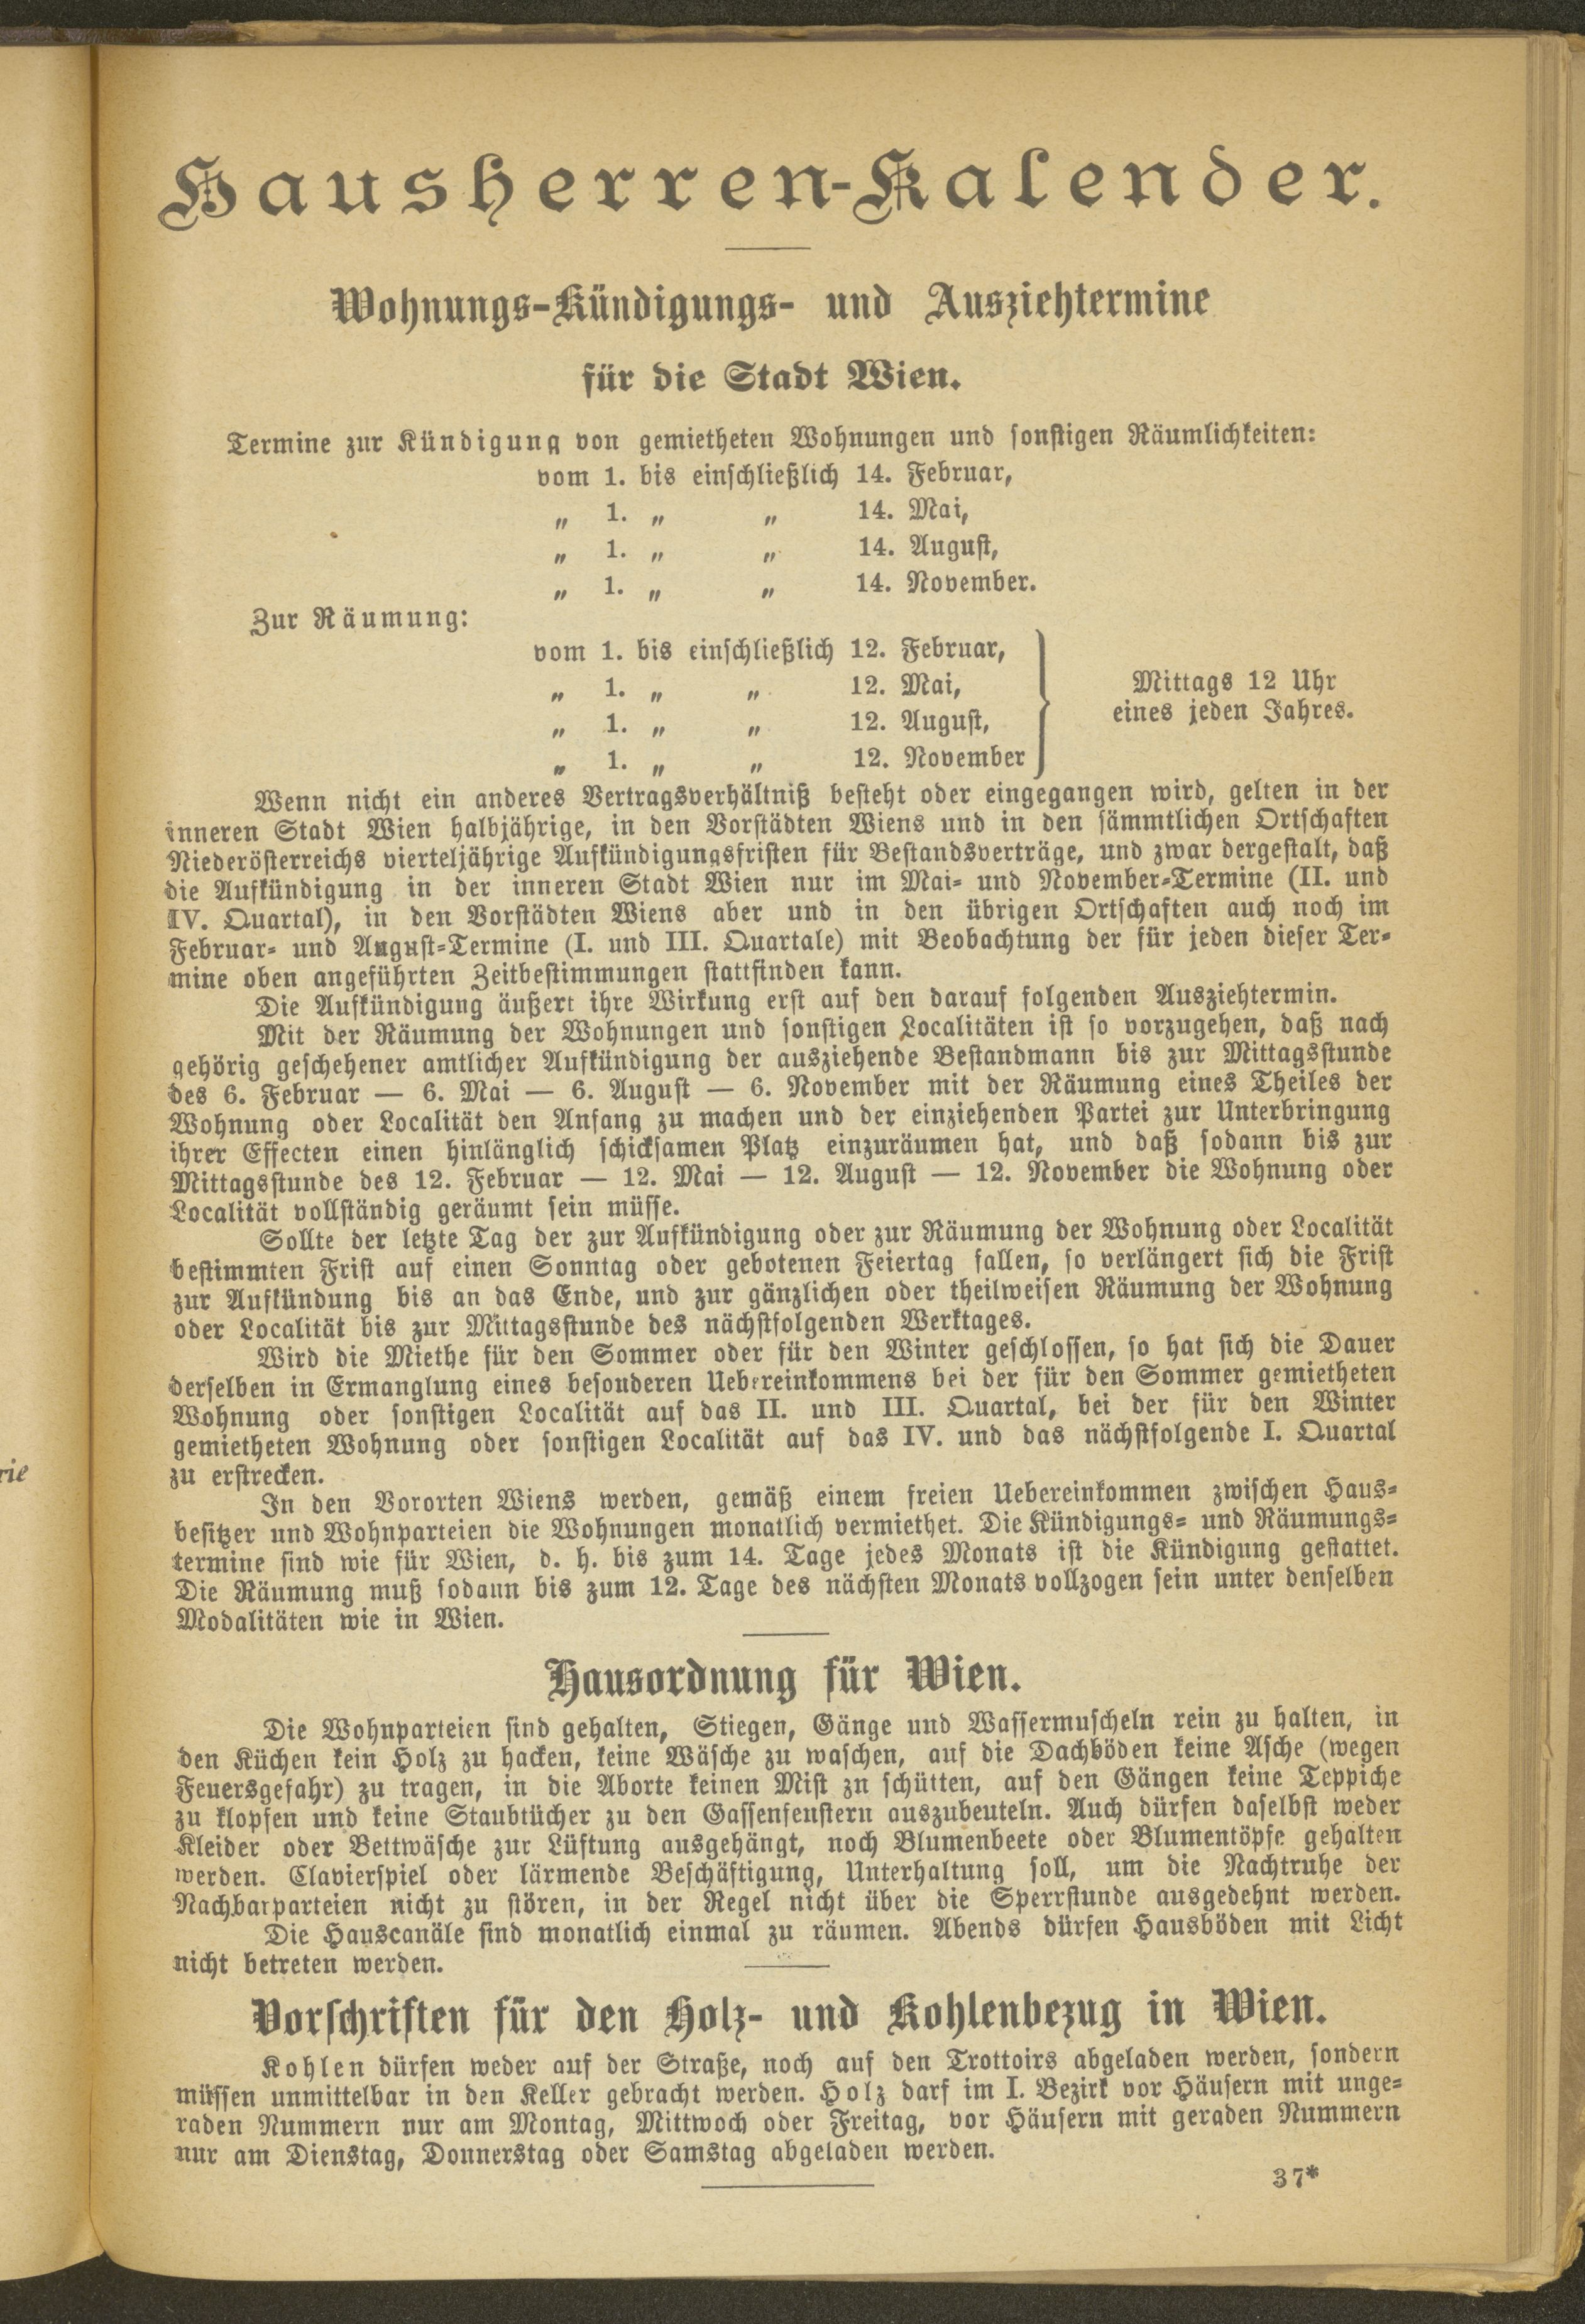 Hausherren-Kalender.
Wohnungs-Kündigungs- und Ausziehtermine
für die Stadt Wien.
Termine zur Kündigung von gemietheten Wohnungen und sonstigen Räumlichkeiten:
vom 1. bis einschließlich 14. Februar,
„ 1. „ „ 14. Mai,
„ 1. „ „ 14. August,
„ 1. „ „ 14. November.
Zur Räumung:
vom 1. bis einschließlich 12. Februar,
„ 1. „ „ 12. Mai,
„ 1. „ „ 12. August,
„ 1. „ „ 12. November
Mittags 12 Uhr
eines jeden Jahres.
Wenn nicht ein anderes Vertragsverhältniß besteht oder eingegangen wird, gelten in der
inneren Stadt Wien halbjährige, in den Vorstädten Wiens und in den sämmtlichen Ortschaften
Niederösterreichs vierteljährige Aufkündigungsfristen für Bestandsverträge, und zwar dergestalt, daß
die Aufkündigung in der inneren Stadt Wien nur im Mai- und November-Termine (II. und
IV. Quartal), in den Vorstädten Wiens aber und in den übrigen Ortschaften auch noch im
Februar- und August-Termine (I. und III. Quartale) mit Beobachtung der für jeden dieser Ter-
mine oben angeführten Zeitbestimmungen stattfinden kann.
Die Aufkündigung äußert ihre Wirkung erst auf den darauf folgenden Ausziehtermin.
Mit der Räumung der Wohnungen und sonstigen Localitäten ist so vorzugehen, daß nach
gehörig geschehener amtlicher Aufkündigung der ausziehende Bestandmann bis zur Mittagsstunde
des 6. Februar — 6. Mai — 6. August — 6. November mit der Räumung eines Theiles der
Wohnung oder Localität den Anfang zu machen und der einziehenden Partei zur Unterbringung
ihrer Effecten einen hinlänglich schicksamen Platz einzuräumen hat, und daß sodann bis zur
Mittagsstunde des 12. Februar — 12. Mai — 12. August — 12. November die Wohnung oder
Localität vollständig geräumt sein müsse.
Sollte der letzte Tag der zur Aufkündigung oder zur Räumung der Wohnung oder Localität
bestimmten Frist auf einen Sonntag oder gebotenen Feiertag fallen, so verlängert sich die Frist
zur Aufkündung bis an das Ende, und zur gänzlichen oder theilweisen Räumung der Wohnung
oder Localität bis zur Mittagsstunde des nächstfolgenden Werktages.
Wird die Miethe für den Sommer oder für den Winter geschlossen, so hat sich die Dauer
derselben in Ermanglung eines besonderen Uebereinkommens bei der für den Sommer gemietheten
Wohnung oder sonstigen Localität auf das II. und III. Quartal, bei der für den Winter
gemietheten Wohnung oder sonstigen Localität auf das IV. und das nächstfolgende I. Quartal
zu erstrecken.
In den Vororten Wiens werden, gemäß einem freien Uebereinkommen zwischen Haus-
besitzer und Wohnparteien die Wohnungen monatlich vermiethet. Die Kündigungs- und Räumungs-
termine sind wie für Wien, d. h. bis zum 14. Tage jedes Monats ist die Kündigung gestattet.
Die Räumung muß sodann bis zum 12. Tage des nächsten Monats vollzogen sein unter denselben
Modalitäten wie in Wien.
Hausordnung für Wien.
Die Wohnparteien sind gehalten, Stiegen, Gänge und Wassermuscheln rein zu halten, in
den Küchen kein Holz zu hacken, keine Wäsche zu waschen, auf die Dachböden keine Asche (wegen
Feuersgefahr) zu tragen, in die Aborte keinen Mist zn schütten, auf den Gängen keine Teppiche
zu klopfen und keine Staubtücher zu den Gassenfenstern auszubeuteln. Auch dürfen daselbst weder
Kleider oder Bettwäsche zur Lüftung ausgehängt, noch Blumenbeete oder Blumentöpfe gehalten
werden. Clavierspiel oder lärmende Beschäftigung, Unterhaltung soll, um die Nachtruhe der
Nachbarparteien nicht zu stören, in der Regel nicht über die Sperrstunde ausgedehnt werden.
Die Hauscanäle sind monatlich einmal zu räumen. Abends dürfen Hausböden mit Licht
nicht betreten werden.
Vorschriften für den Holz- und Kohlenbezug in Wien.
Kohlen dürfen weder auf der Straße, noch auf den Trottoirs abgeladen werden, sondern
müssen unmittelbar in den Keller gebracht werden. Holz darf im I. Bezirk vor Häusern mit unge-
raden Nummern nur am Montag, Mittwoch oder Freitag, vor Häusern mit geraden Nummern
nur am Dienstag, Donnerstag oder Samstag abgeladen werden.
37*